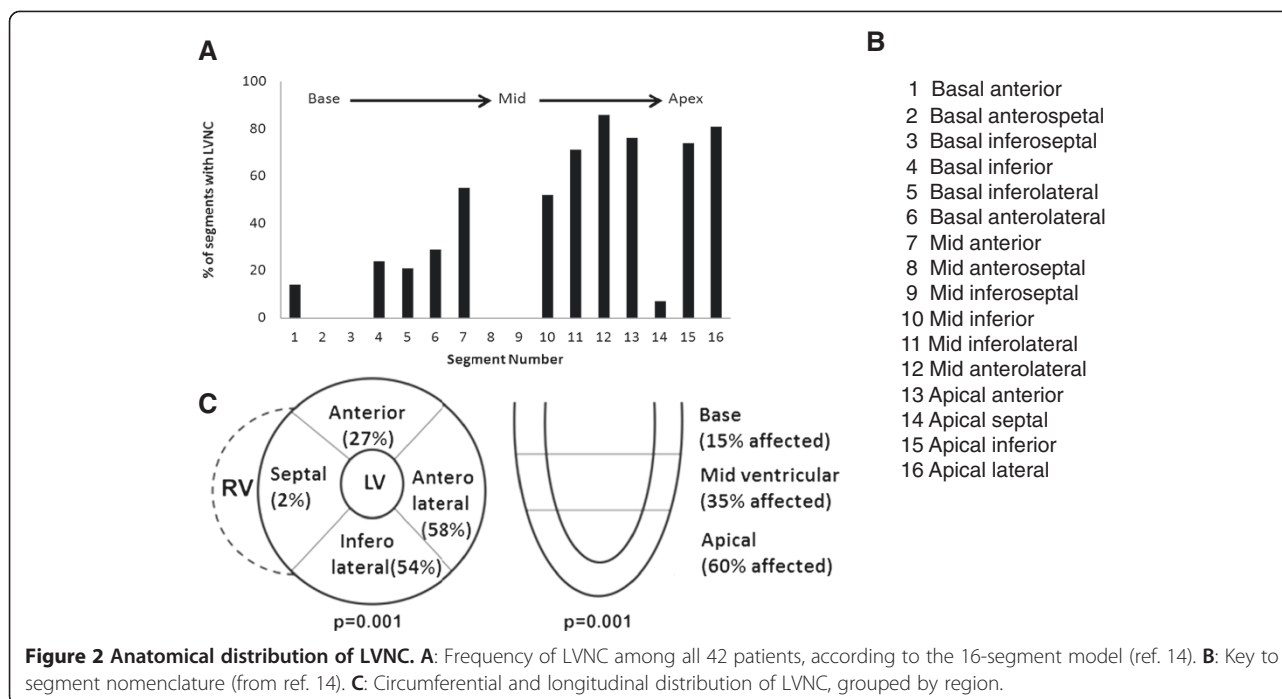 A
100
80
60
40
20
0
% of segments with LVNC
Base
Mid
Apex
1 2 3 4 5 6 7 8 9 10 11 12 13 14 15 16
Segment Number
B
1 Basal anterior
2 Basal anterospetal
3 Basal inferoseptal
4 Basal inferior
5 Basal inferolateral
6 Basal anterolateral
7 Mid anterior
8 Mid anteroseptal
9 Mid inferoseptal
10 Mid inferior
11 Mid inferolateral
12 Mid anterolateral
13 Apical anterior
14 Apical septal
15 Apical inferior
16 Apical lateral
C
RV
Anterior
(27%)
Septal
(2%)
LV
Antero
lateral
(58%)
Infero
lateral(54%)
p=0.001
Base
(15% affected)
Mid ventricular
(35% affected)
Apical
(60% affected)
p=0.001
Figure 2 Anatomical distribution of LVNC. A: Frequency of LVNC among all 42 patients, according to the 16-segment model (ref. 14). B: Key to
segment nomenclature (from ref. 14). C: Circumferential and longitudinal distribution of LVNC, grouped by region.